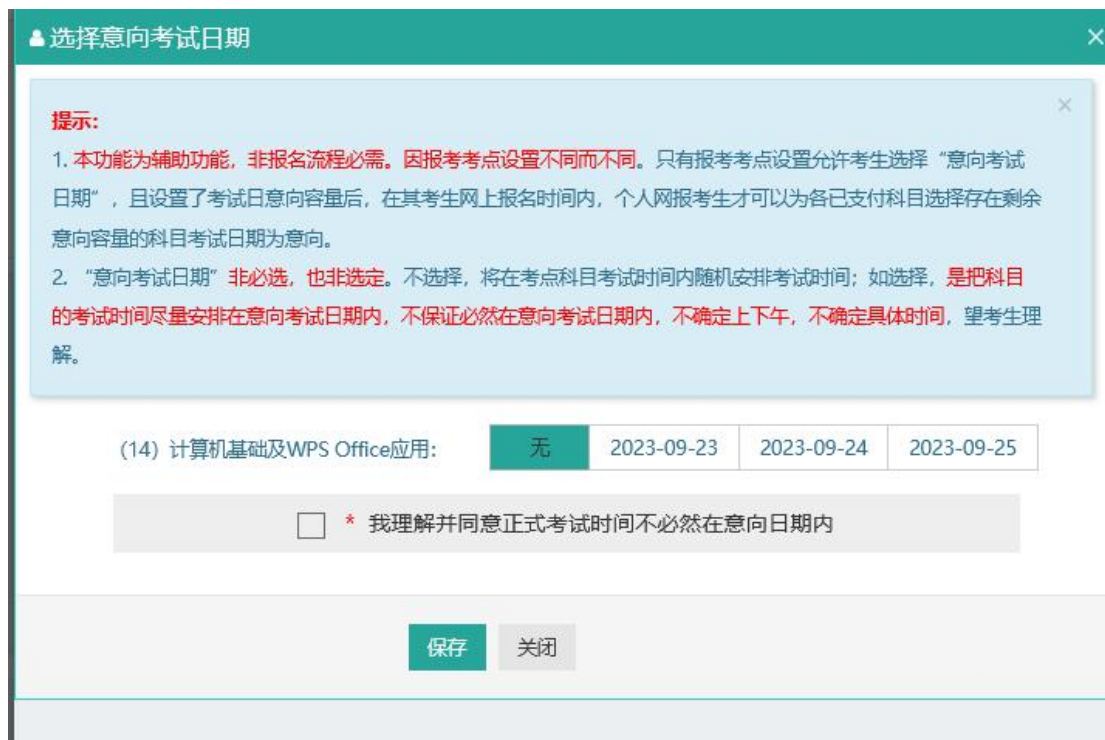 选择意向考试日期
提示:
1. 本功能为辅助功能，非报名流程必需。因报考考点设置不同而不同。只有报考考点设置允许考生选择“意向考试
日期”，且设置了考试日意向容量后，在其考生网上报名时间内，个人网报考生才可以为各已支付科目选择存在剩余
意向容量的科目考试日期为意向。
2. “意向考试日期”非必选，也非选定。不选择，将在考点科目考试时间内随机安排考试时间；如选择，是把科目
的考试时间尽量安排在意向考试日期内，不保证必然在意向考试日期内，不确定上下午，不确定具体时间，望考生理
解。
(14) 计算机基础及WPS Office应用: 无 2023-09-23 2023-09-24 2023-09-25
* 我理解并同意正式考试时间不必然在意向日期内
保存 关闭